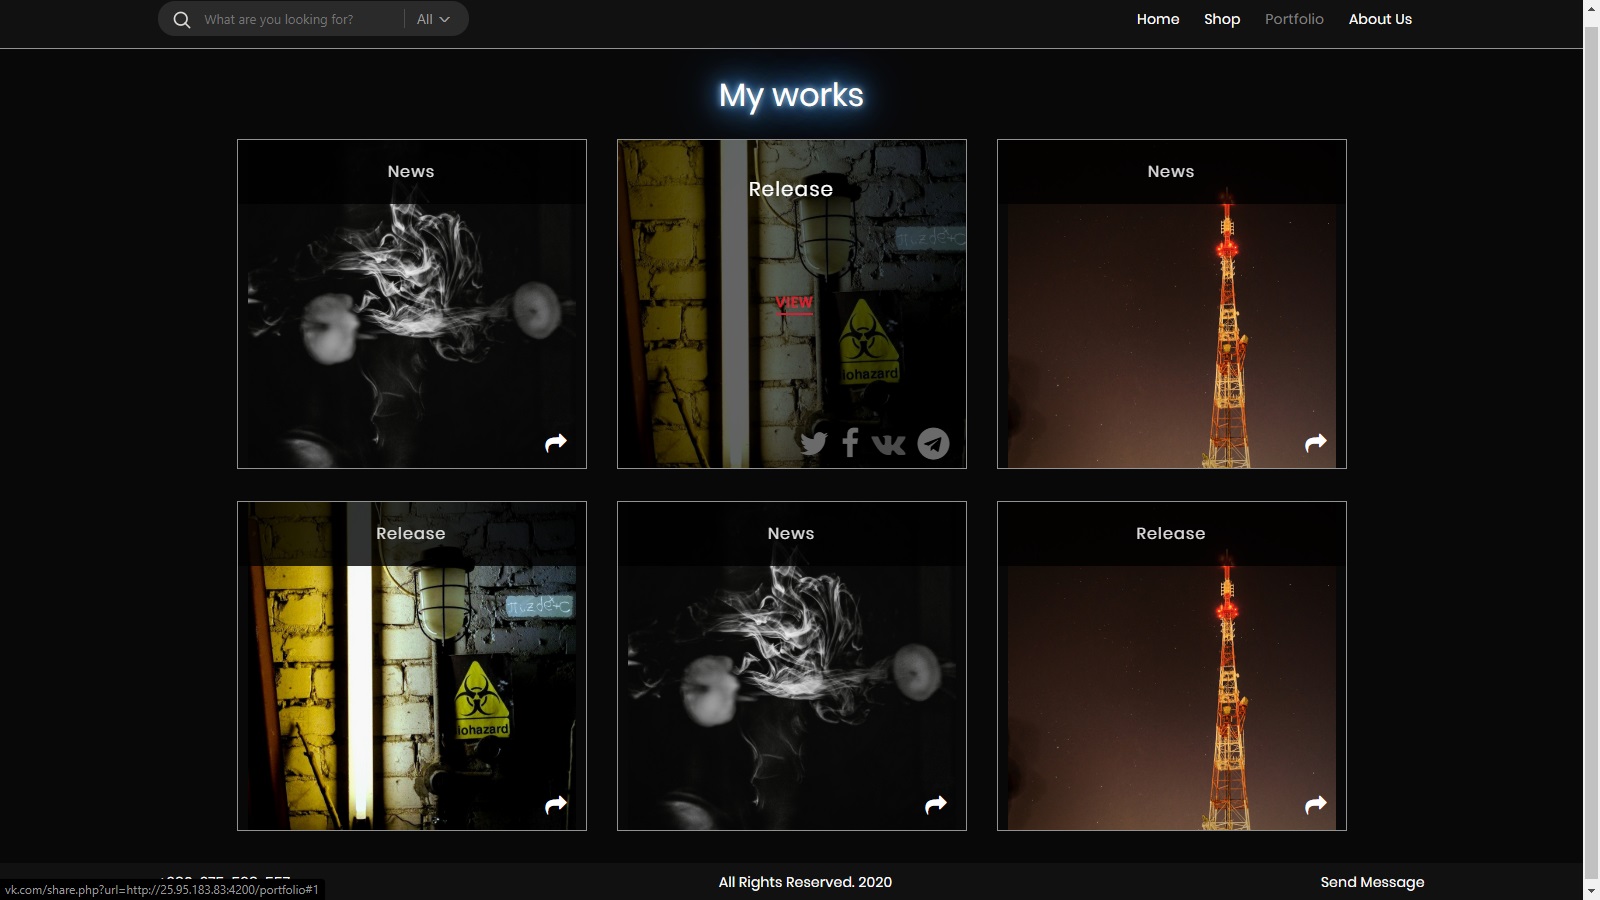 What are you looking for?
All
Home
Shop
Portfolio
About Us
My works
News
Release
VIEW
iohazard
News
Release
iohazard
News
Release
All Rights Reserved. 2020
Send Message
vk.com/share.php?url=http://25.95.183.83:4200/portfolio#1